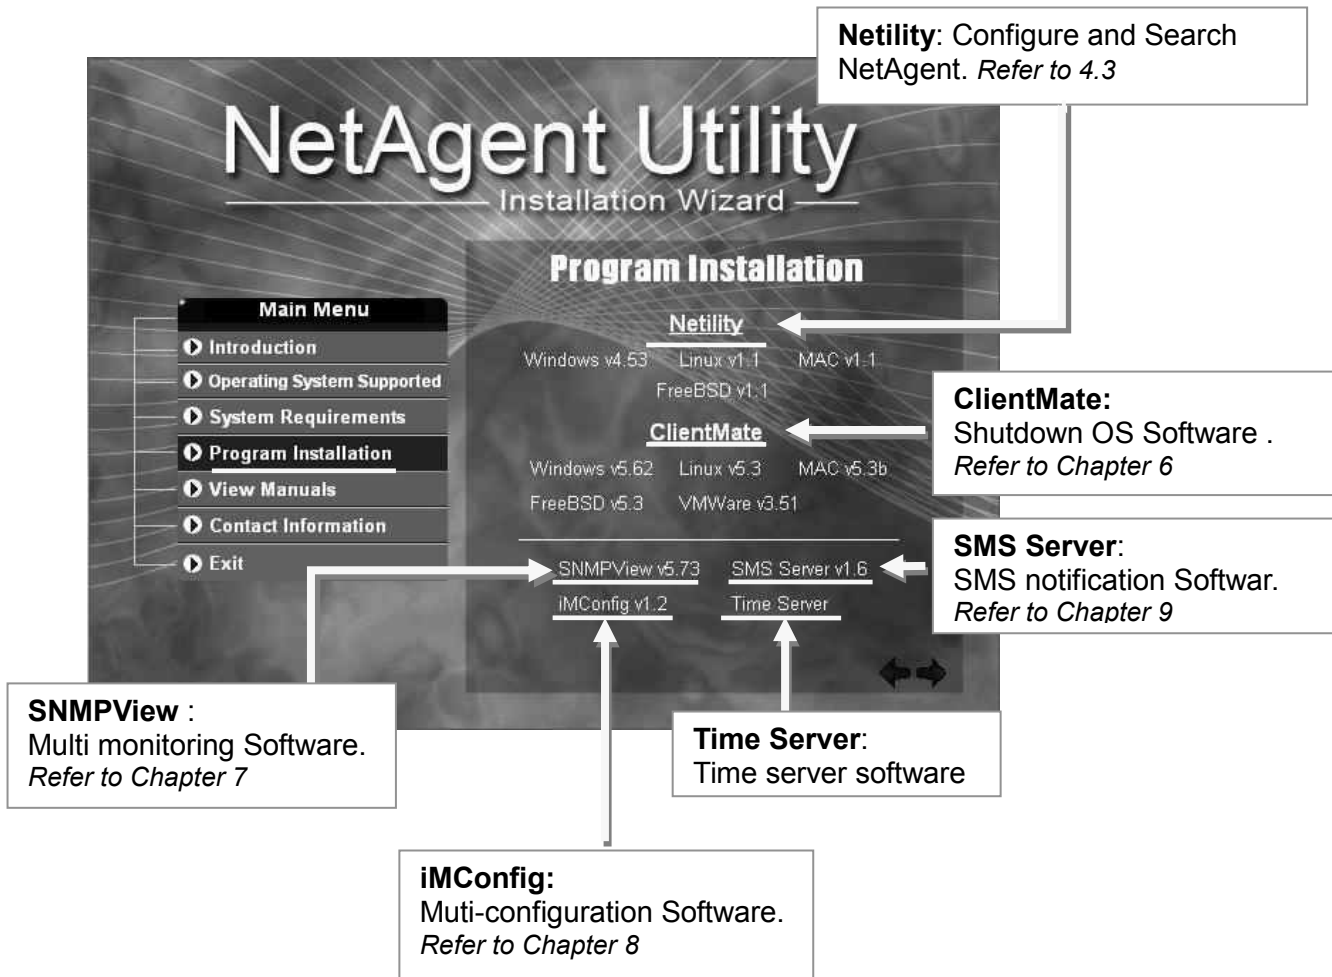 Netility: Configure and Search
NetAgent. Refer to 4.3
NetAgent Utility
Installation Wizard
Program Installation
Main Menu
Introduction
Operating System Supported
System Requirements
Program Installation
View Manuals
Contact Information
Exit
Netility
Windows v4.53 Linux v1.1 MAC v1.1
FreeBSD v1.1
ClientMate
Windows v5.62 Linux v5.3 MAC v5.3b
FreeBSD v5.3 VMWare v3.51
SNMPView v5.73 SMS Server v1.6
iMConfig v1.2 Time Server
ClientMate:
Shutdown OS Software .
Refer to Chapter 6
SMS Server:
SMS notification Softwar.
Refer to Chapter 9
SNMPView :
Multi monitoring Software.
Refer to Chapter 7
Time Server:
Time server software
iMConfig:
Muti-configuration Software.
Refer to Chapter 8